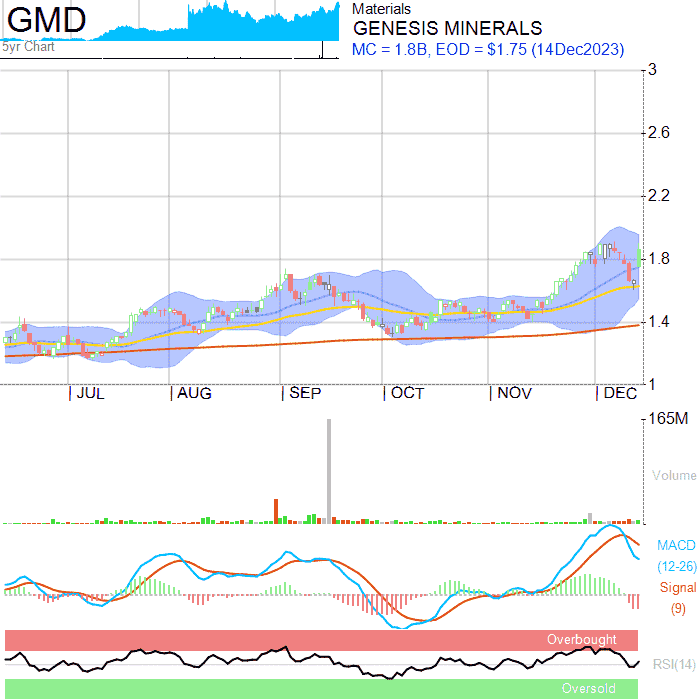 GMD
5yr Chart
Materials
GENESIS MINERALS
MC = 1.8B, EOD = $1.75 (14Dec2023)
3
2.6
2.2
1.8
1.4
1
JUL AUG SEP OCT NOV DEC
165M
Volume
MACD
(12-26)
Signal
(9)
Overbought
RSI(14)
Oversold